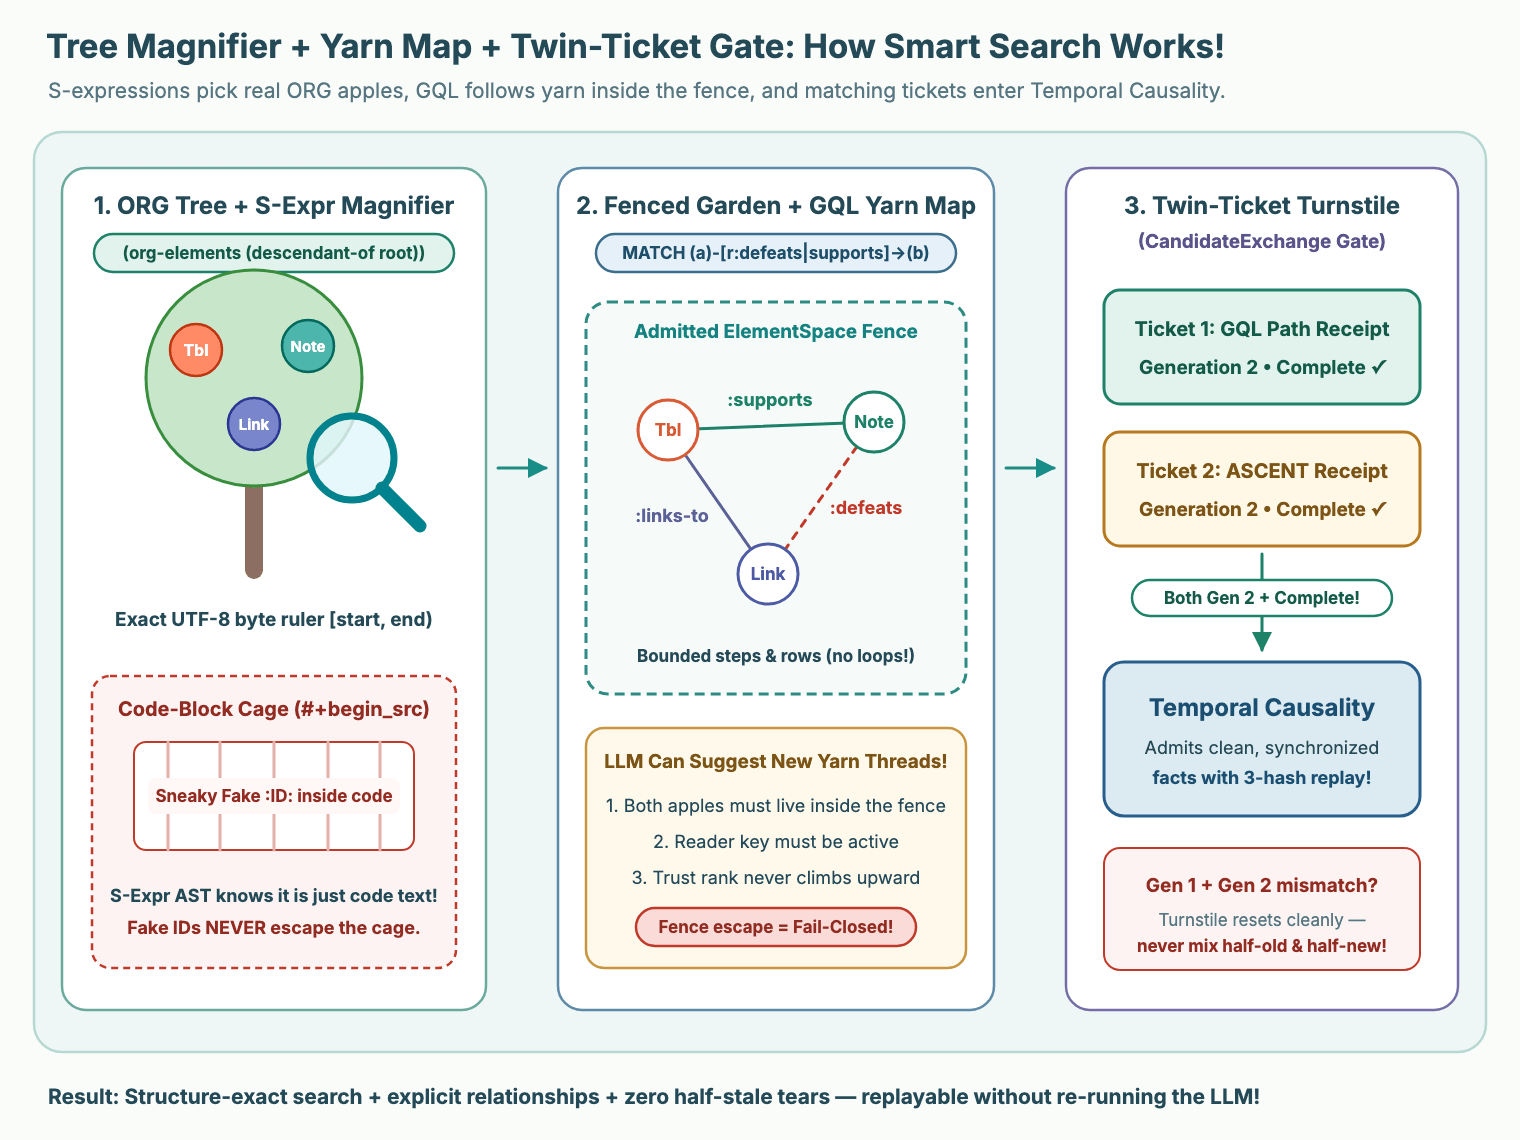 Tree Magnifier + Yarn Map + Twin-Ticket Gate: How Smart Search Works!
S-expressions pick real ORG apples, GQL follows yarn inside the fence, and matching tickets enter Temporal Causality.
1. ORG Tree + S-Expr Magnifier
(org-elements (descendant-of root))
Tbl
Note
Link
Exact UTF-8 byte ruler [start, end)
Code-Block Cage (#+begin_src)
Sneaky Fake :ID: inside code
S-Expr AST knows it is just code text!
Fake IDs NEVER escape the cage.
2. Fenced Garden + GQL Yarn Map
MATCH (a)-[r:defeats|supports]→(b)
Admitted ElementSpace Fence
:supports
Tbl
Note
:links-to
:defeats
Link
Bounded steps & rows (no loops!)
LLM Can Suggest New Yarn Threads!
1. Both apples must live inside the fence
2. Reader key must be active
3. Trust rank never climbs upward
Fence escape = Fail-Closed!
3. Twin-Ticket Turnstile
(CandidateExchange Gate)
Ticket 1: GQL Path Receipt
Generation 2 • Complete ✓
Ticket 2: ASCENT Receipt
Generation 2 • Complete ✓
Both Gen 2 + Complete!
Temporal Causality
Admits clean, synchronized
facts with 3-hash replay!
Gen 1 + Gen 2 mismatch?
Turnstile resets cleanly —
never mix half-old & half-new!
Result: Structure-exact search + explicit relationships + zero half-stale tears — replayable without re-running the LLM!